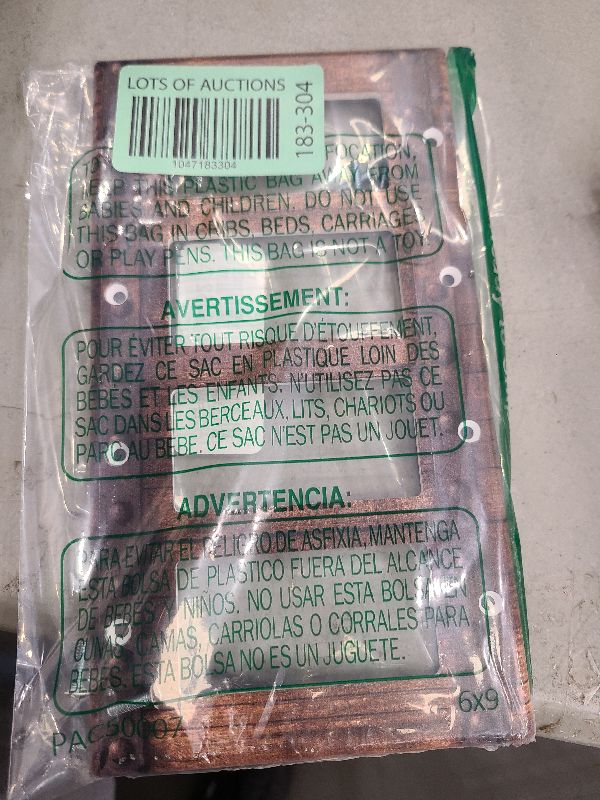 LOTS OF AUCTIONS
183-304
1047183304
FOCATION,
THIS PLASTIC BAG AWAY FROM
BABIES AND CHILDREN. DO NOT USE
THIS BAG IN CRIBS, BEDS, CARRIAGES
OR PLAY PENS. THIS BAG IS NOT A TOY.
AVERTISSEMENT:
POUR ÉVITER TOUT RISQUE D'ÉTOUFFEMENT,
GARDEZ CE SAC EN PLASTIQUE LOIN DES
BEBÉS ET LES ENFANTS. N'UTILISEZ PAS CE
SAC DANS LES BERCEAUX, LITS, CHARIOTS OU
PARC AU BEBE. CE SAC N'EST PAS UN JOUET.
ADVERTENCIA:
PARA EVITAR EL PELIGRO DE ASFIXIA, MANTENGA
ESTA BOLSA DE PLASTICO FUERA DEL ALCANCE
DE BEBES Y NIÑOS. NO USAR ESTA BOLSA EN
CUNAS, CAMAS, CARRIOLAS O CORRALES PARA
BEBES. ESTA BOLSA NO ES UN JUGUETE.
6x9
PAC50007